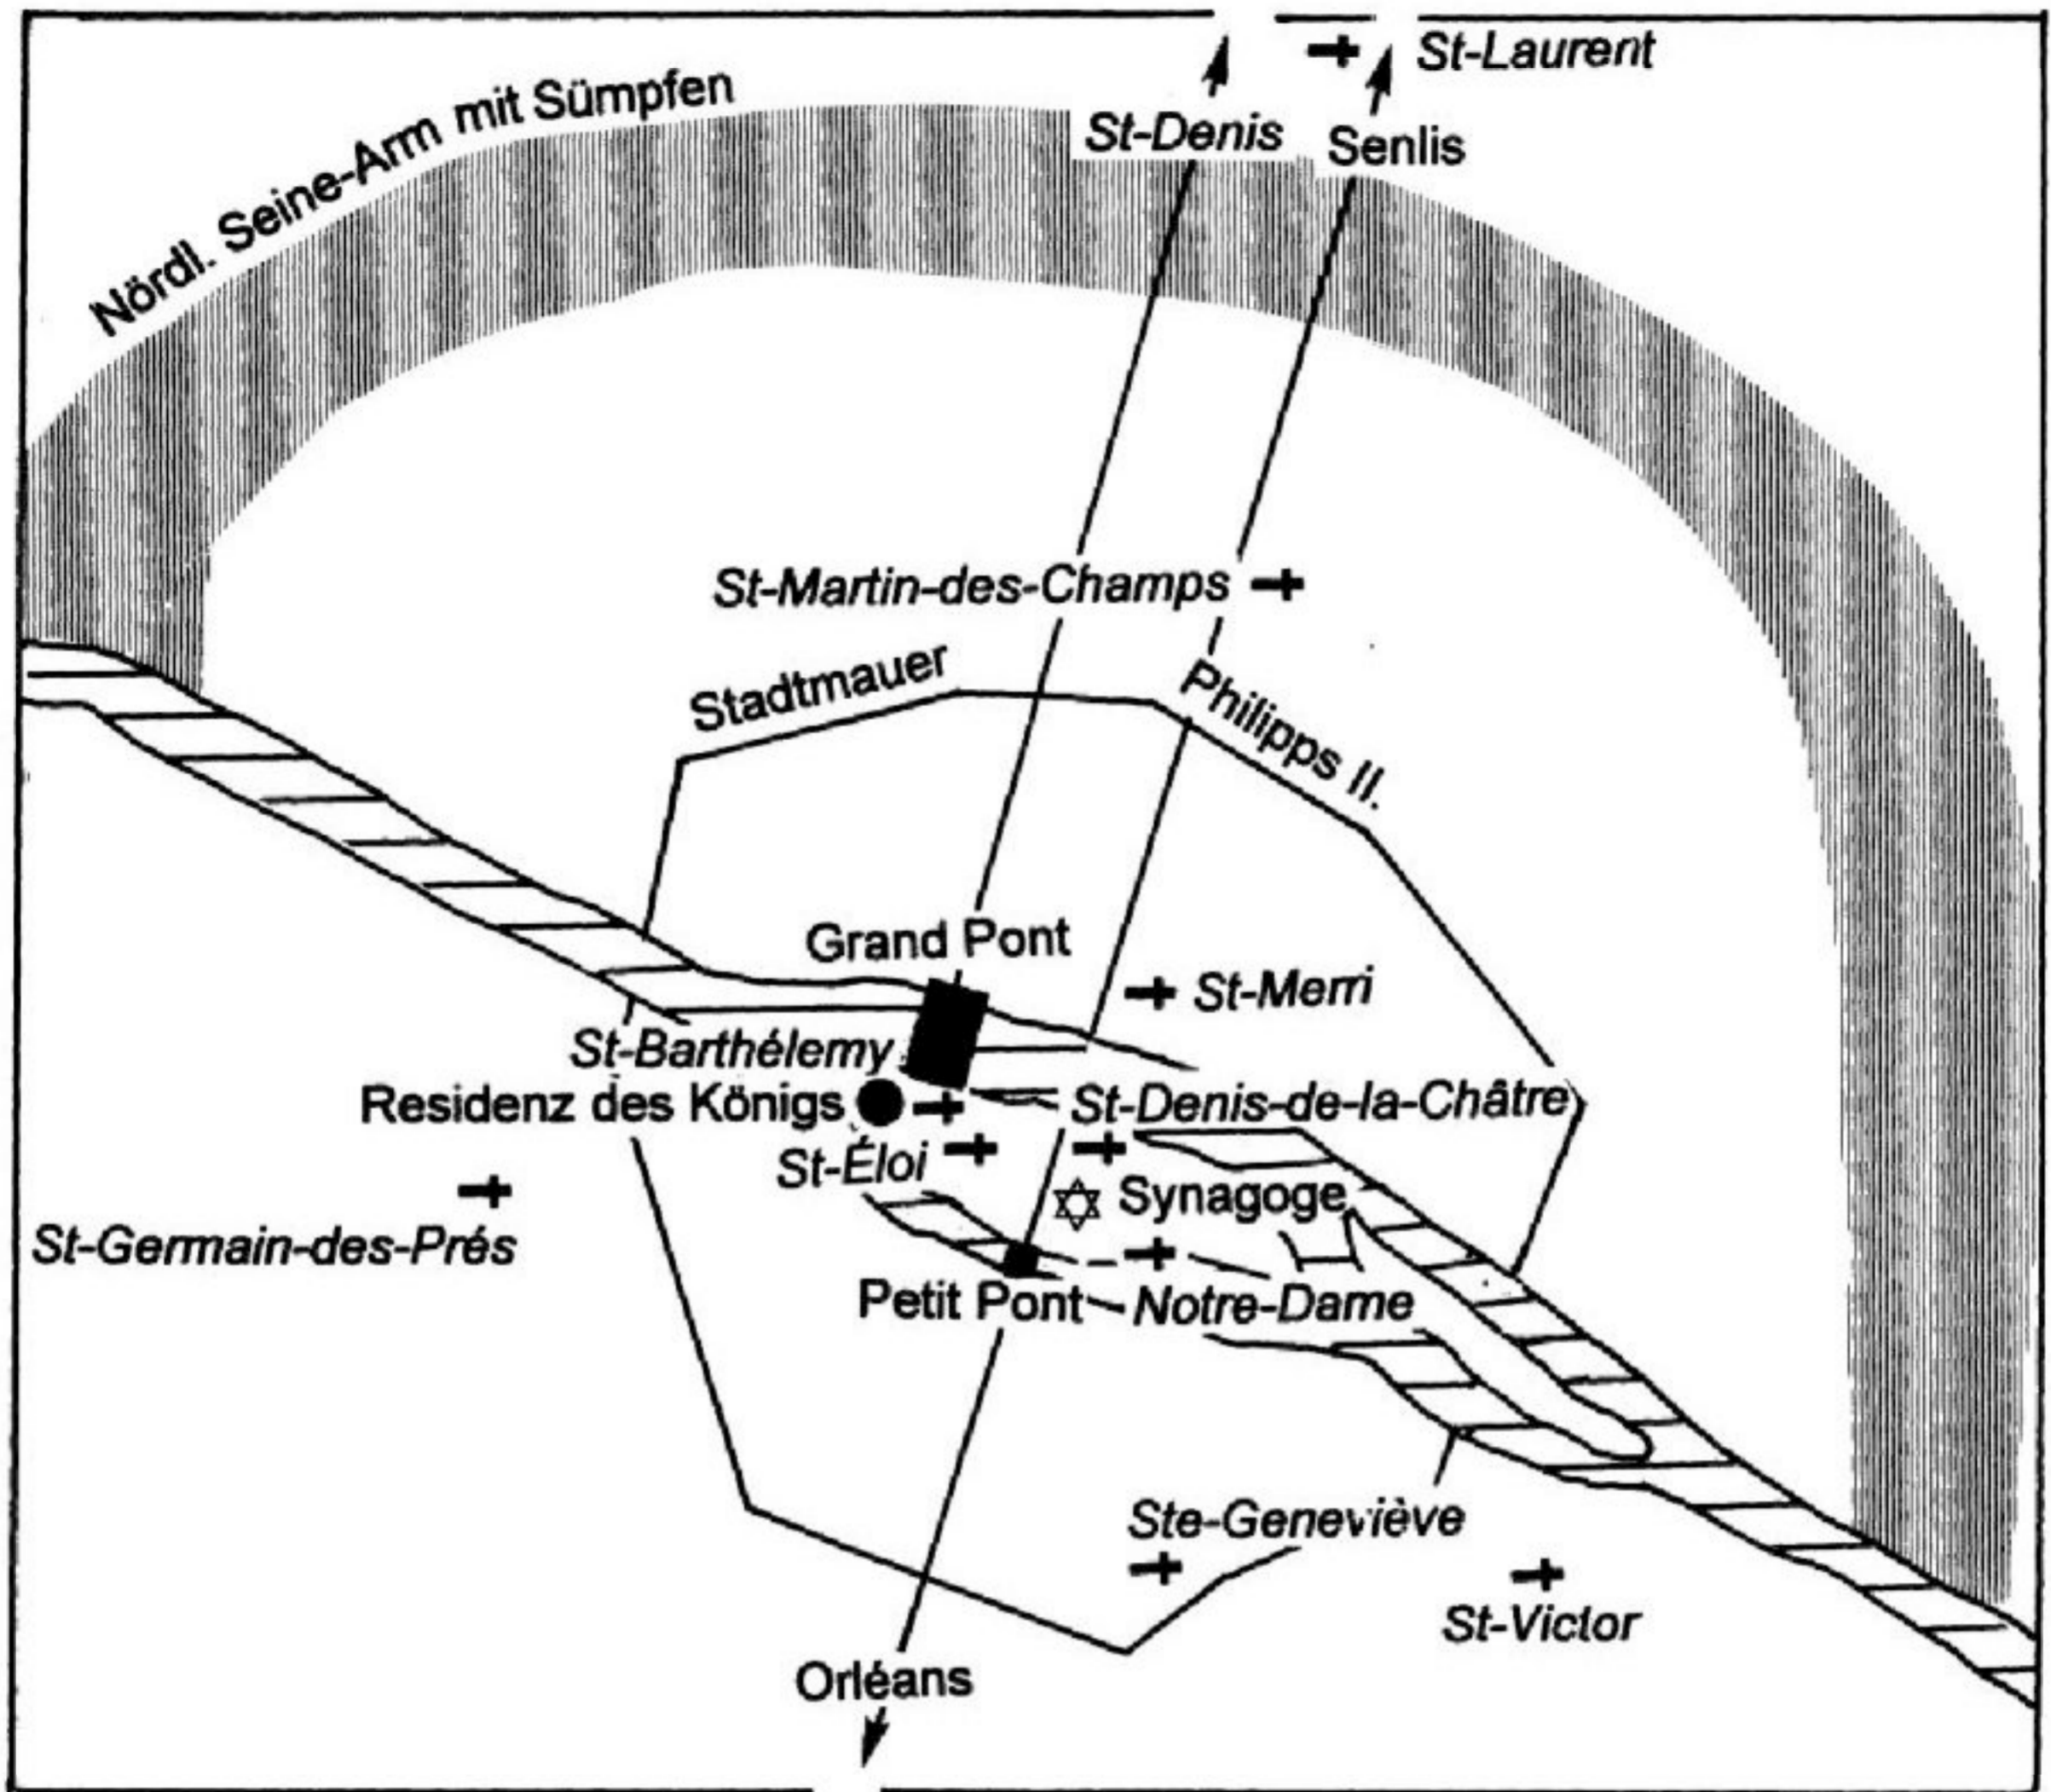 St-Laurent
Nördl. Seine-Arm mit Sümpfen
St-Denis
Senlis
St-Martin-des-Champs
Stadtmauer
Philipps II.
Grand Pont
St-Merri
St-Barthélemy
Residenz des Königs
St-Denis-de-la-Châtre
St-Éloi
Synagoge
St-Germain-des-Prés
Petit Pont
Notre-Dame
Ste-Geneviève
St-Victor
Orléans